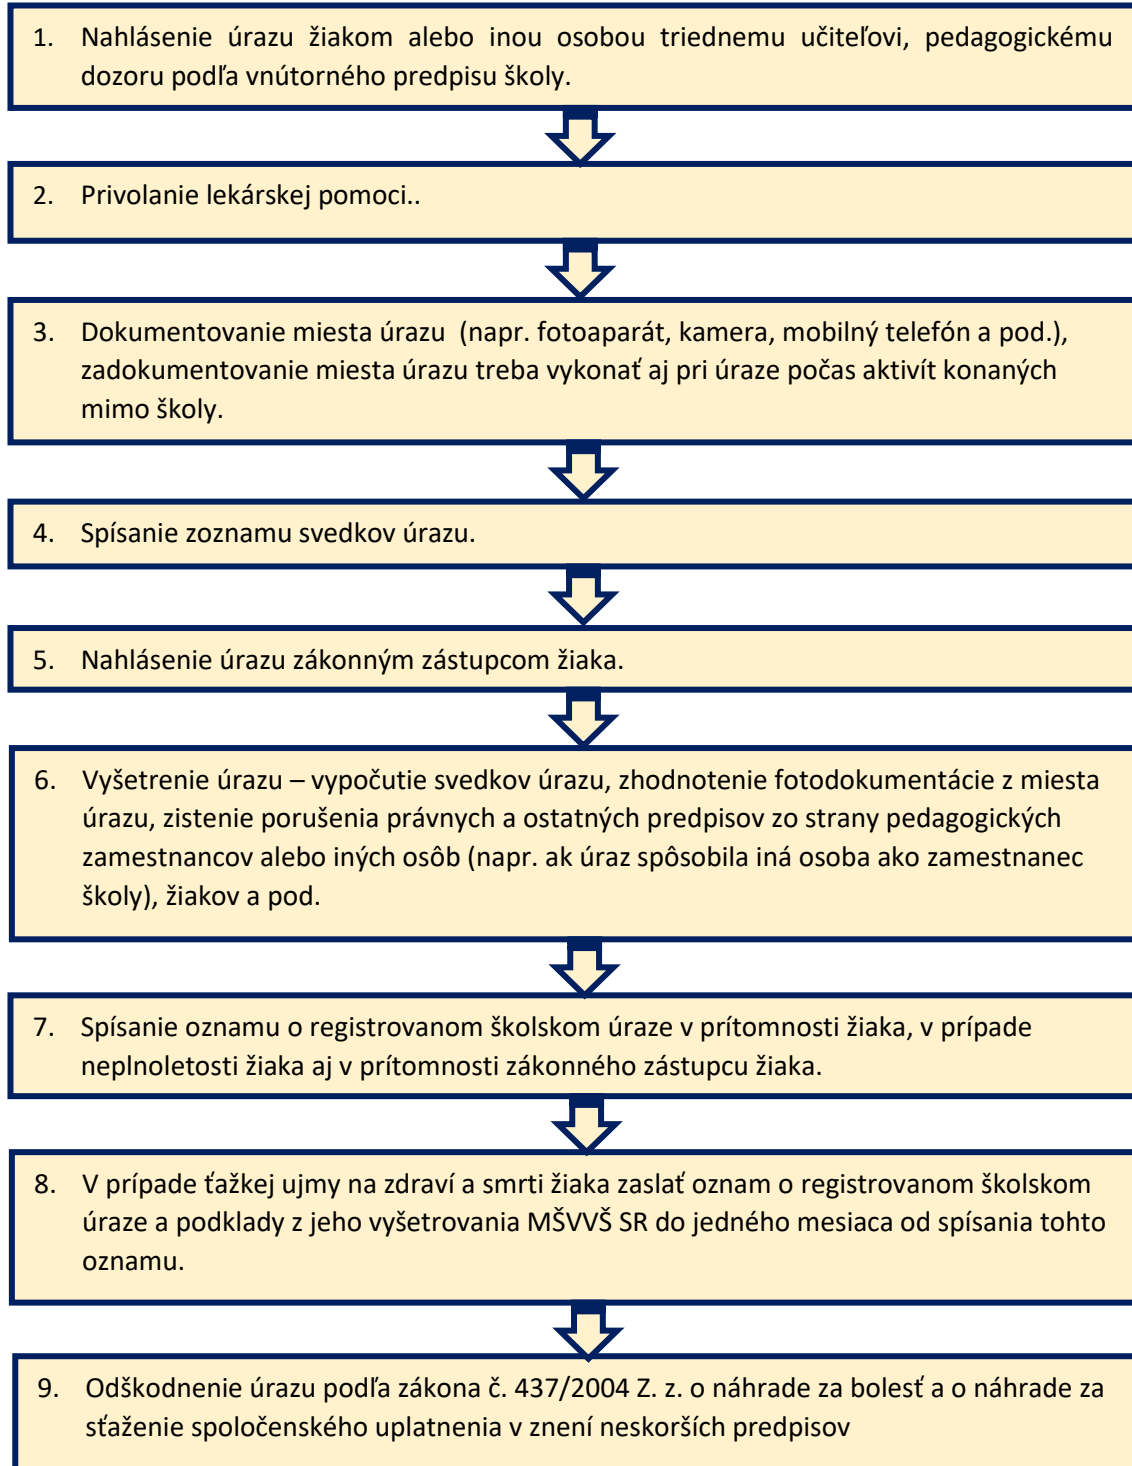 1. Nahlásenie úrazu žiakom alebo inou osobou triednemu učiteľovi, pedagogickému
dozoru podľa vnútorného predpisu školy.
2. Privolanie lekárskej pomoci..
3. Dokumentovanie miesta úrazu (napr. fotoaparát, kamera, mobilný telefón a pod.),
zadokumentovanie miesta úrazu treba vykonať aj pri úraze počas aktivít konaných
mimo školy.
4. Spísanie zoznamu svedkov úrazu.
5. Nahlásenie úrazu zákonným zástupcom žiaka.
6. Vyšetrenie úrazu – vypočutie svedkov úrazu, zhodnotenie fotodokumentácie z miesta
úrazu, zistenie porušenia právnych a ostatných predpisov zo strany pedagogických
zamestnancov alebo iných osôb (napr. ak úraz spôsobila iná osoba ako zamestnanec
školy), žiakov a pod.
7. Spísanie oznamu o registrovanom školskom úraze v prítomnosti žiaka, v prípade
neplnoletosti žiaka aj v prítomnosti zákonného zástupcu žiaka.
8. V prípade ťažkej ujmy na zdraví a smrti žiaka zaslať oznam o registrovanom školskom
úraze a podklady z jeho vyšetrovania MŠVVŠ SR do jedného mesiaca od spísania tohto
oznamu.
9. Odškodnenie úrazu podľa zákona č. 437/2004 Z. z. o náhrade za bolesť a o náhrade za
sťaženie spoločenského uplatnenia v znení neskorších predpisov